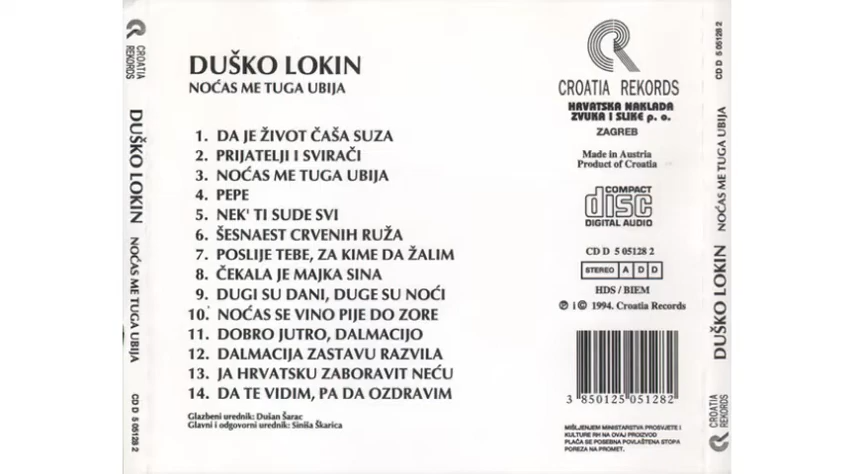 CROATIA
REKORDS
DUŠKO LOKIN NOĆAS ME TUGA UBIJA
CD D 5 05128 2
DUŠKO LOKIN
NOĆAS ME TUGA UBIJA
1. DA JE ŽIVOT ČAŠA SUZA
2. PRIJATELJI I SVIRAČI
3. NOĆAS ME TUGA UBIJA
4. PEPE
5. NEK' TI SUDE SVI
6. ŠESNAEST CRVENIH RUŽA
7. POSLIJE TEBE, ZA KIME DA ŽALIM
8. ČEKALA JE MAJKA SINA
9. DUGI SU DANI, DUGE SU NOĆI
10. NOĆAS SE VINO PIJE DO ZORE
11. DOBRO JUTRO, DALMACIJO
12. DALMACIJA ZASTAVU RAZVILA
13. JA HRVATSKU ZABORAVIT NEĆU
14. DA TE VIDIM, PA DA OZDRAVIM
Glazbeni urednik: Dušan Šarac
Glavni i odgovorni urednik: Siniša Škarica
CROATIA REKORDS
HRVATSKA NAKLADA
ZVUKA I SLIKE p. o.
ZAGREB
Made in Austria
Product of Croatia
COMPACT
disc
DIGITAL AUDIO
CD D 5 05128 2
STEREO A D D
HDS / BIEM
℗ i © 1994. Croatia Records
3 850125 051282
MIŠLJENJEM MINISTARSTVA PROSVJETE I
KULTURE RH NA OVAJ PROIZVOD
PLAĆA SE POSEBNA POVLAŠTENA STOPA
POREZA NA PROMET.
CD D 5 05128 2
DUŠKO LOKIN NOĆAS ME TUGA UBIJA
CROATIA
REKORDS